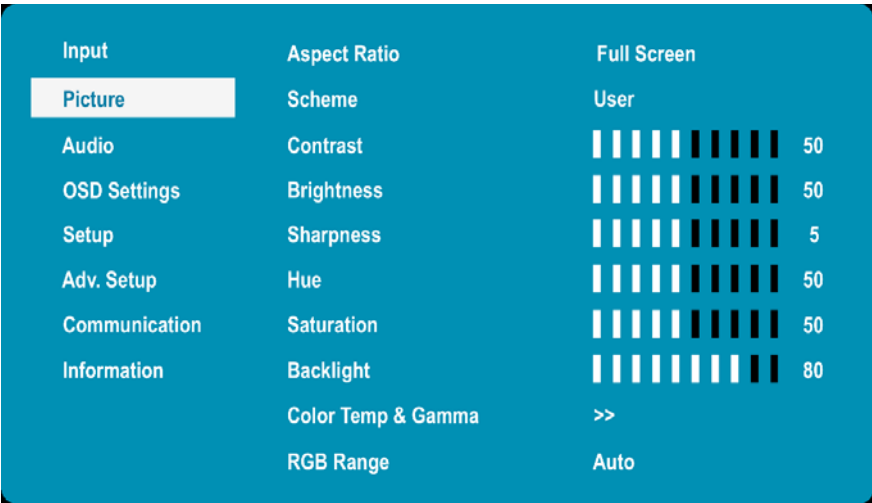 Input Aspect Ratio Full Screen
Picture Scheme User
Audio Contrast 50
OSD Settings Brightness 50
Setup Sharpness 5
Adv. Setup Hue 50
Communication Saturation 50
Information Backlight 80
Color Temp & Gamma >>
RGB Range Auto